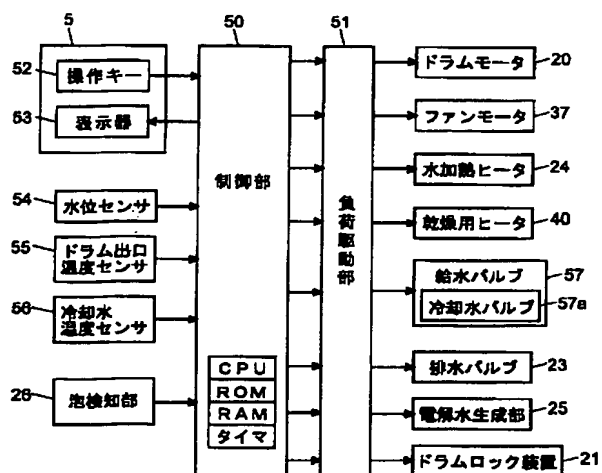 5
50
51
52
操作キー
53
表示器
54
水位センサ
55
ドラム出口
温度センサ
56
冷却水
温度センサ
26
泡検知部
制御部
CPU
ROM
RAM
タイマ
負荷駆動部
ドラムモータ
20
ファンモータ
37
水加熱ヒータ
24
乾燥用ヒータ
40
給水バルブ
57
冷却水バルブ
57a
排水バルブ
23
電解水生成部
25
ドラムロック装置
21